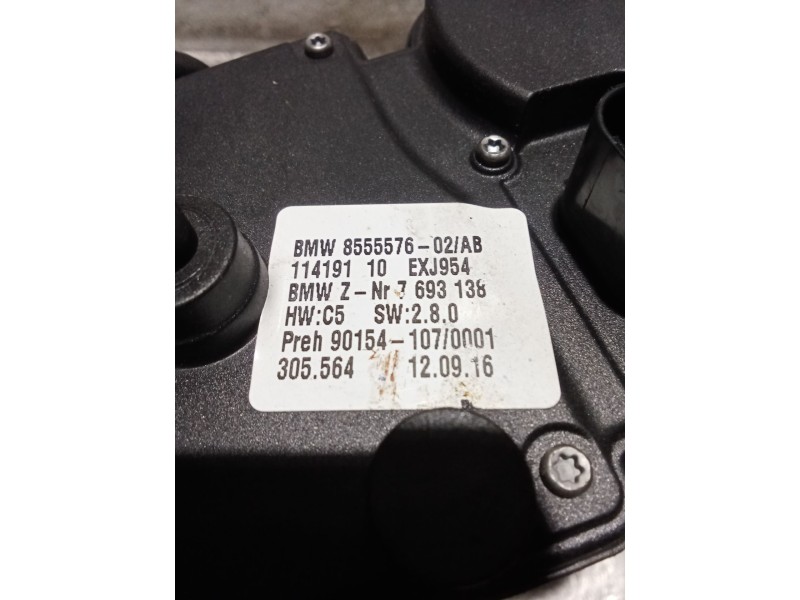 BMW 8555576-02/AB
114191 10 EXJ954
BMW Z-Nr 7 693 138
HW:C5 SW:2.8.0
Preh 90154-107/0001
305.564 12.09.16